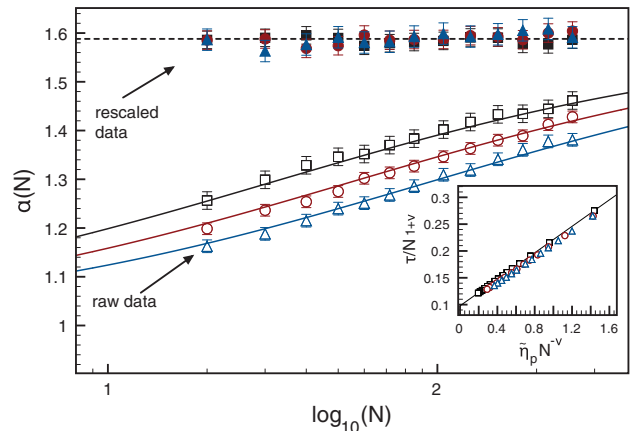 1.6
1.5
1.4
1.3
1.2
1.1
1
α(N)
rescaled
data
raw data
1
2
log₁₀(N)
0.3
0.25
0.2
0.15
0.1
τ/N 1+ν
0 0.4 0.8 1.2 1.6
η̃ₚ N⁻ᵛ